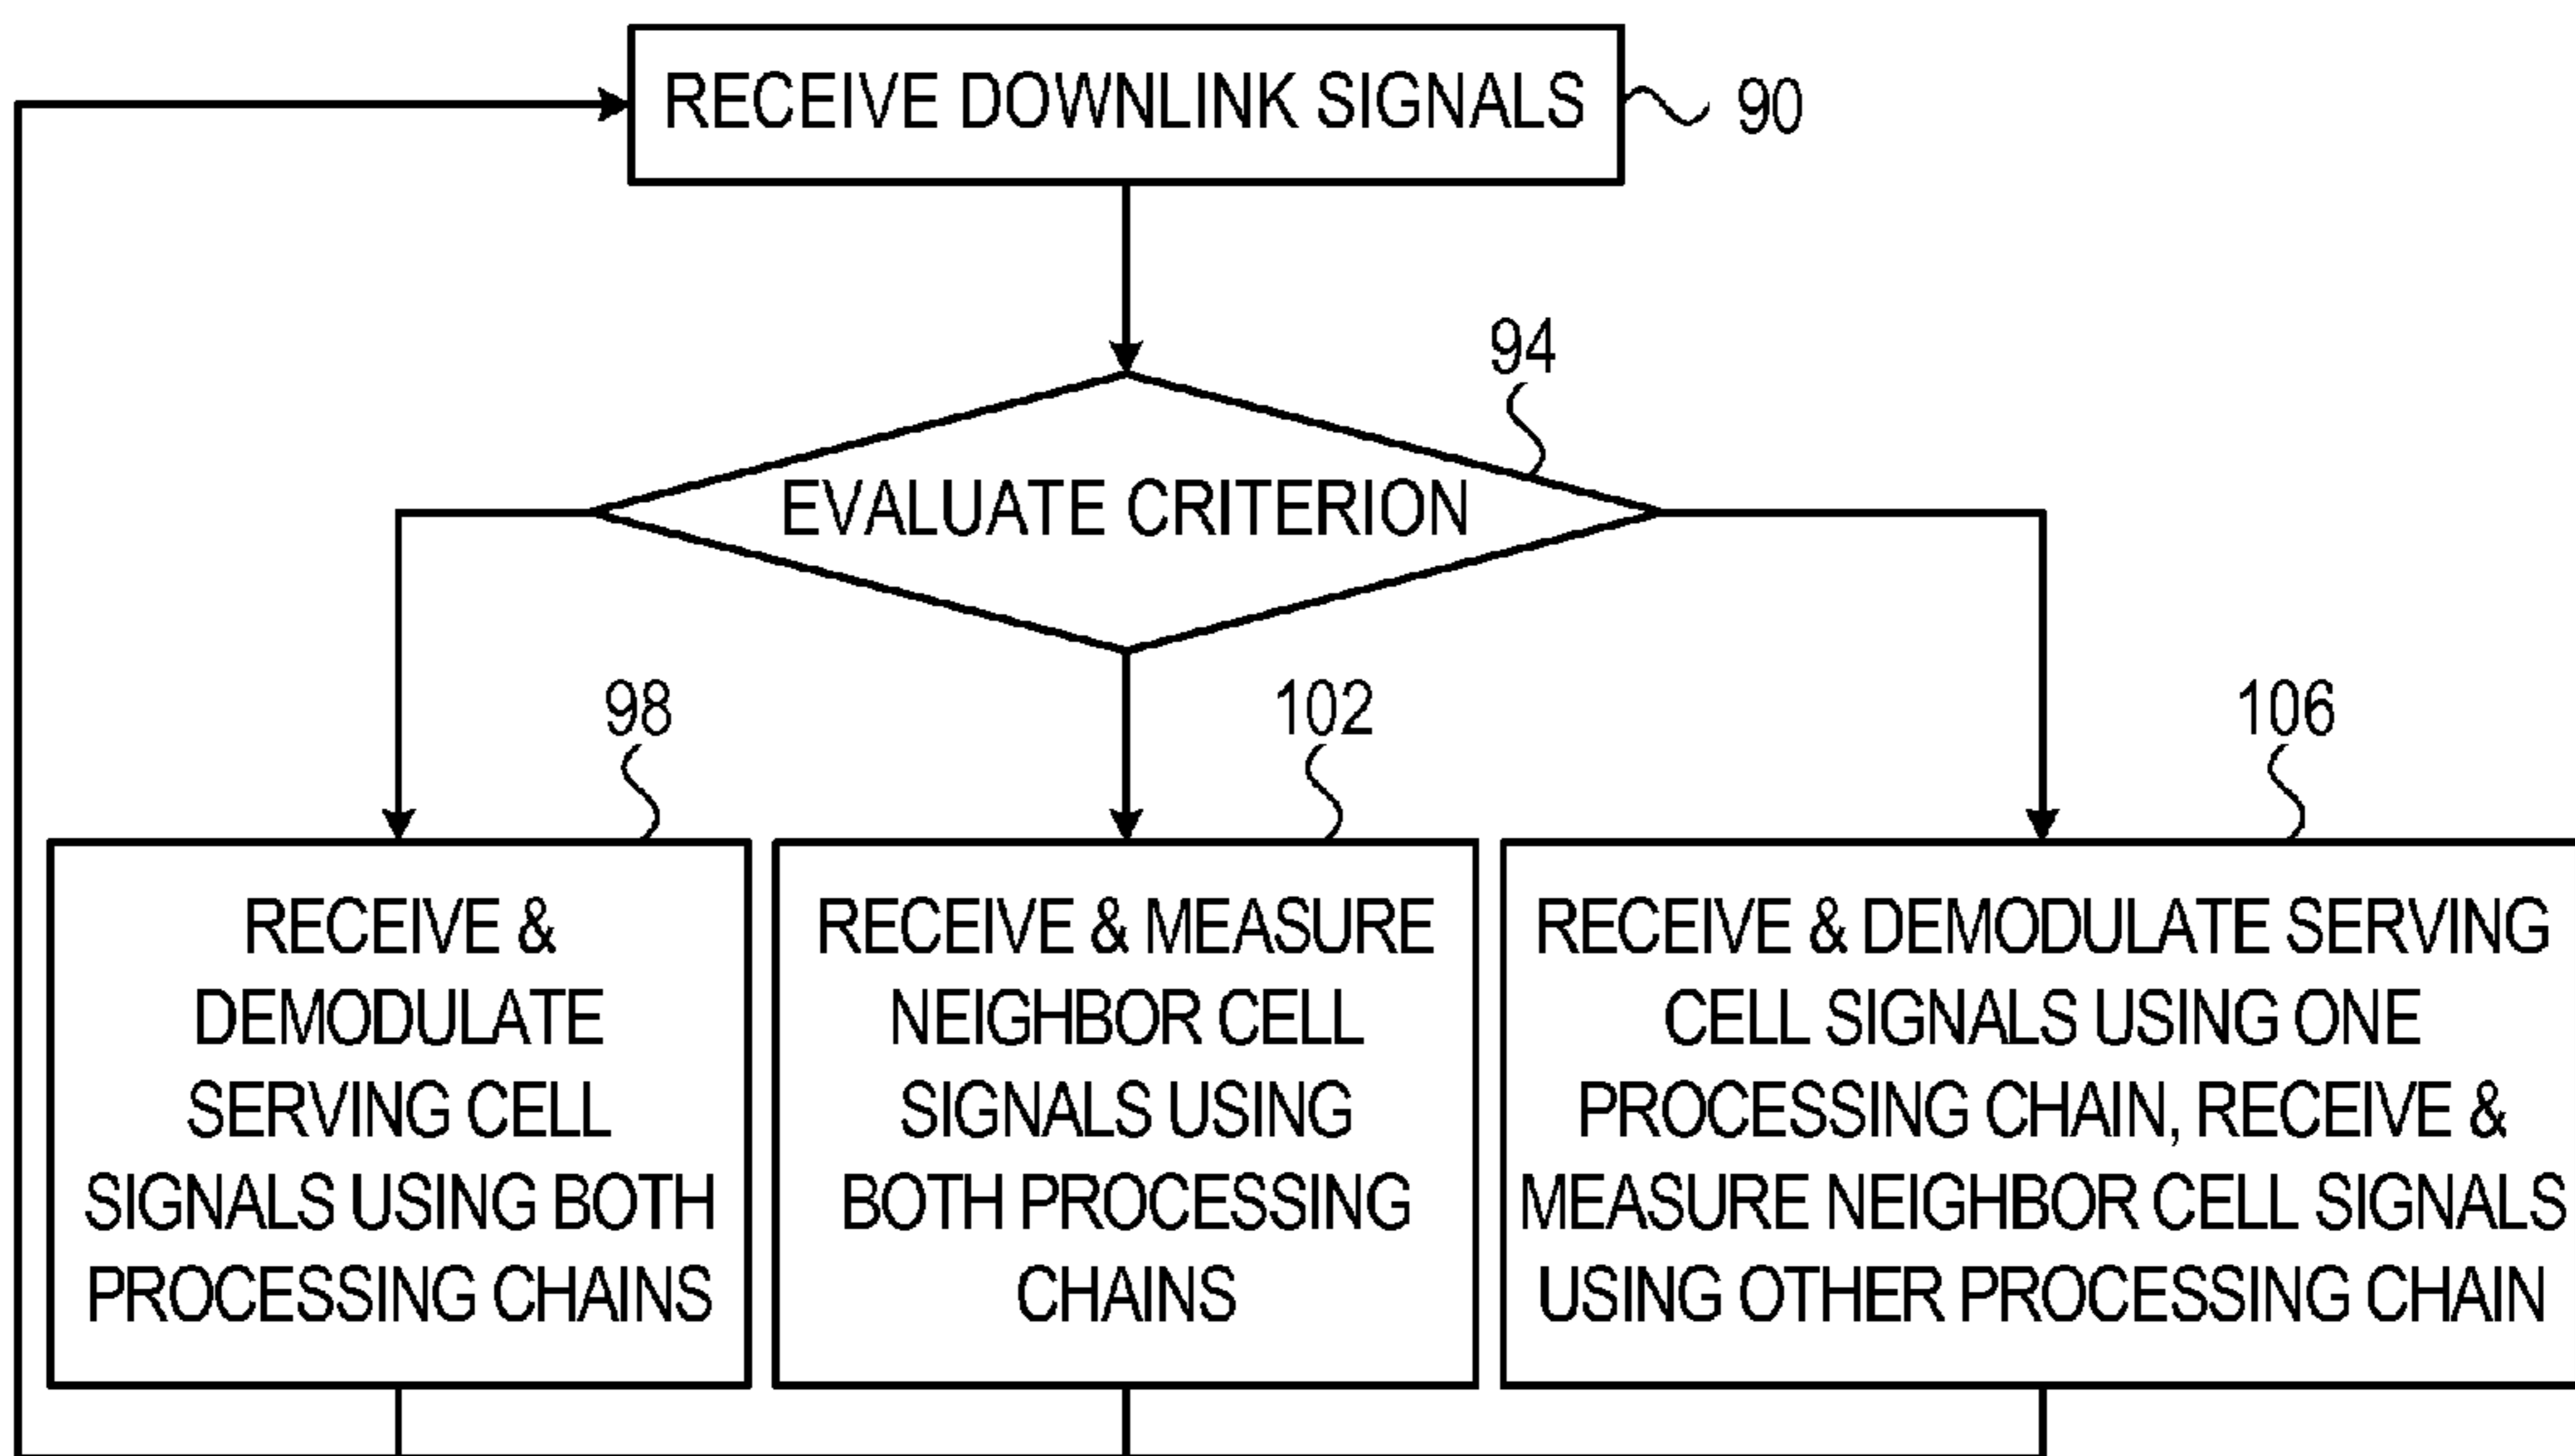 RECEIVE DOWNLINK SIGNALS
90
94
EVALUATE CRITERION
98
102
106
RECEIVE &
DEMODULATE
SERVING CELL
SIGNALS USING BOTH
PROCESSING CHAINS
RECEIVE & MEASURE
NEIGHBOR CELL
SIGNALS USING
BOTH PROCESSING
CHAINS
RECEIVE & DEMODULATE SERVING
CELL SIGNALS USING ONE
PROCESSING CHAIN, RECEIVE &
MEASURE NEIGHBOR CELL SIGNALS
USING OTHER PROCESSING CHAIN